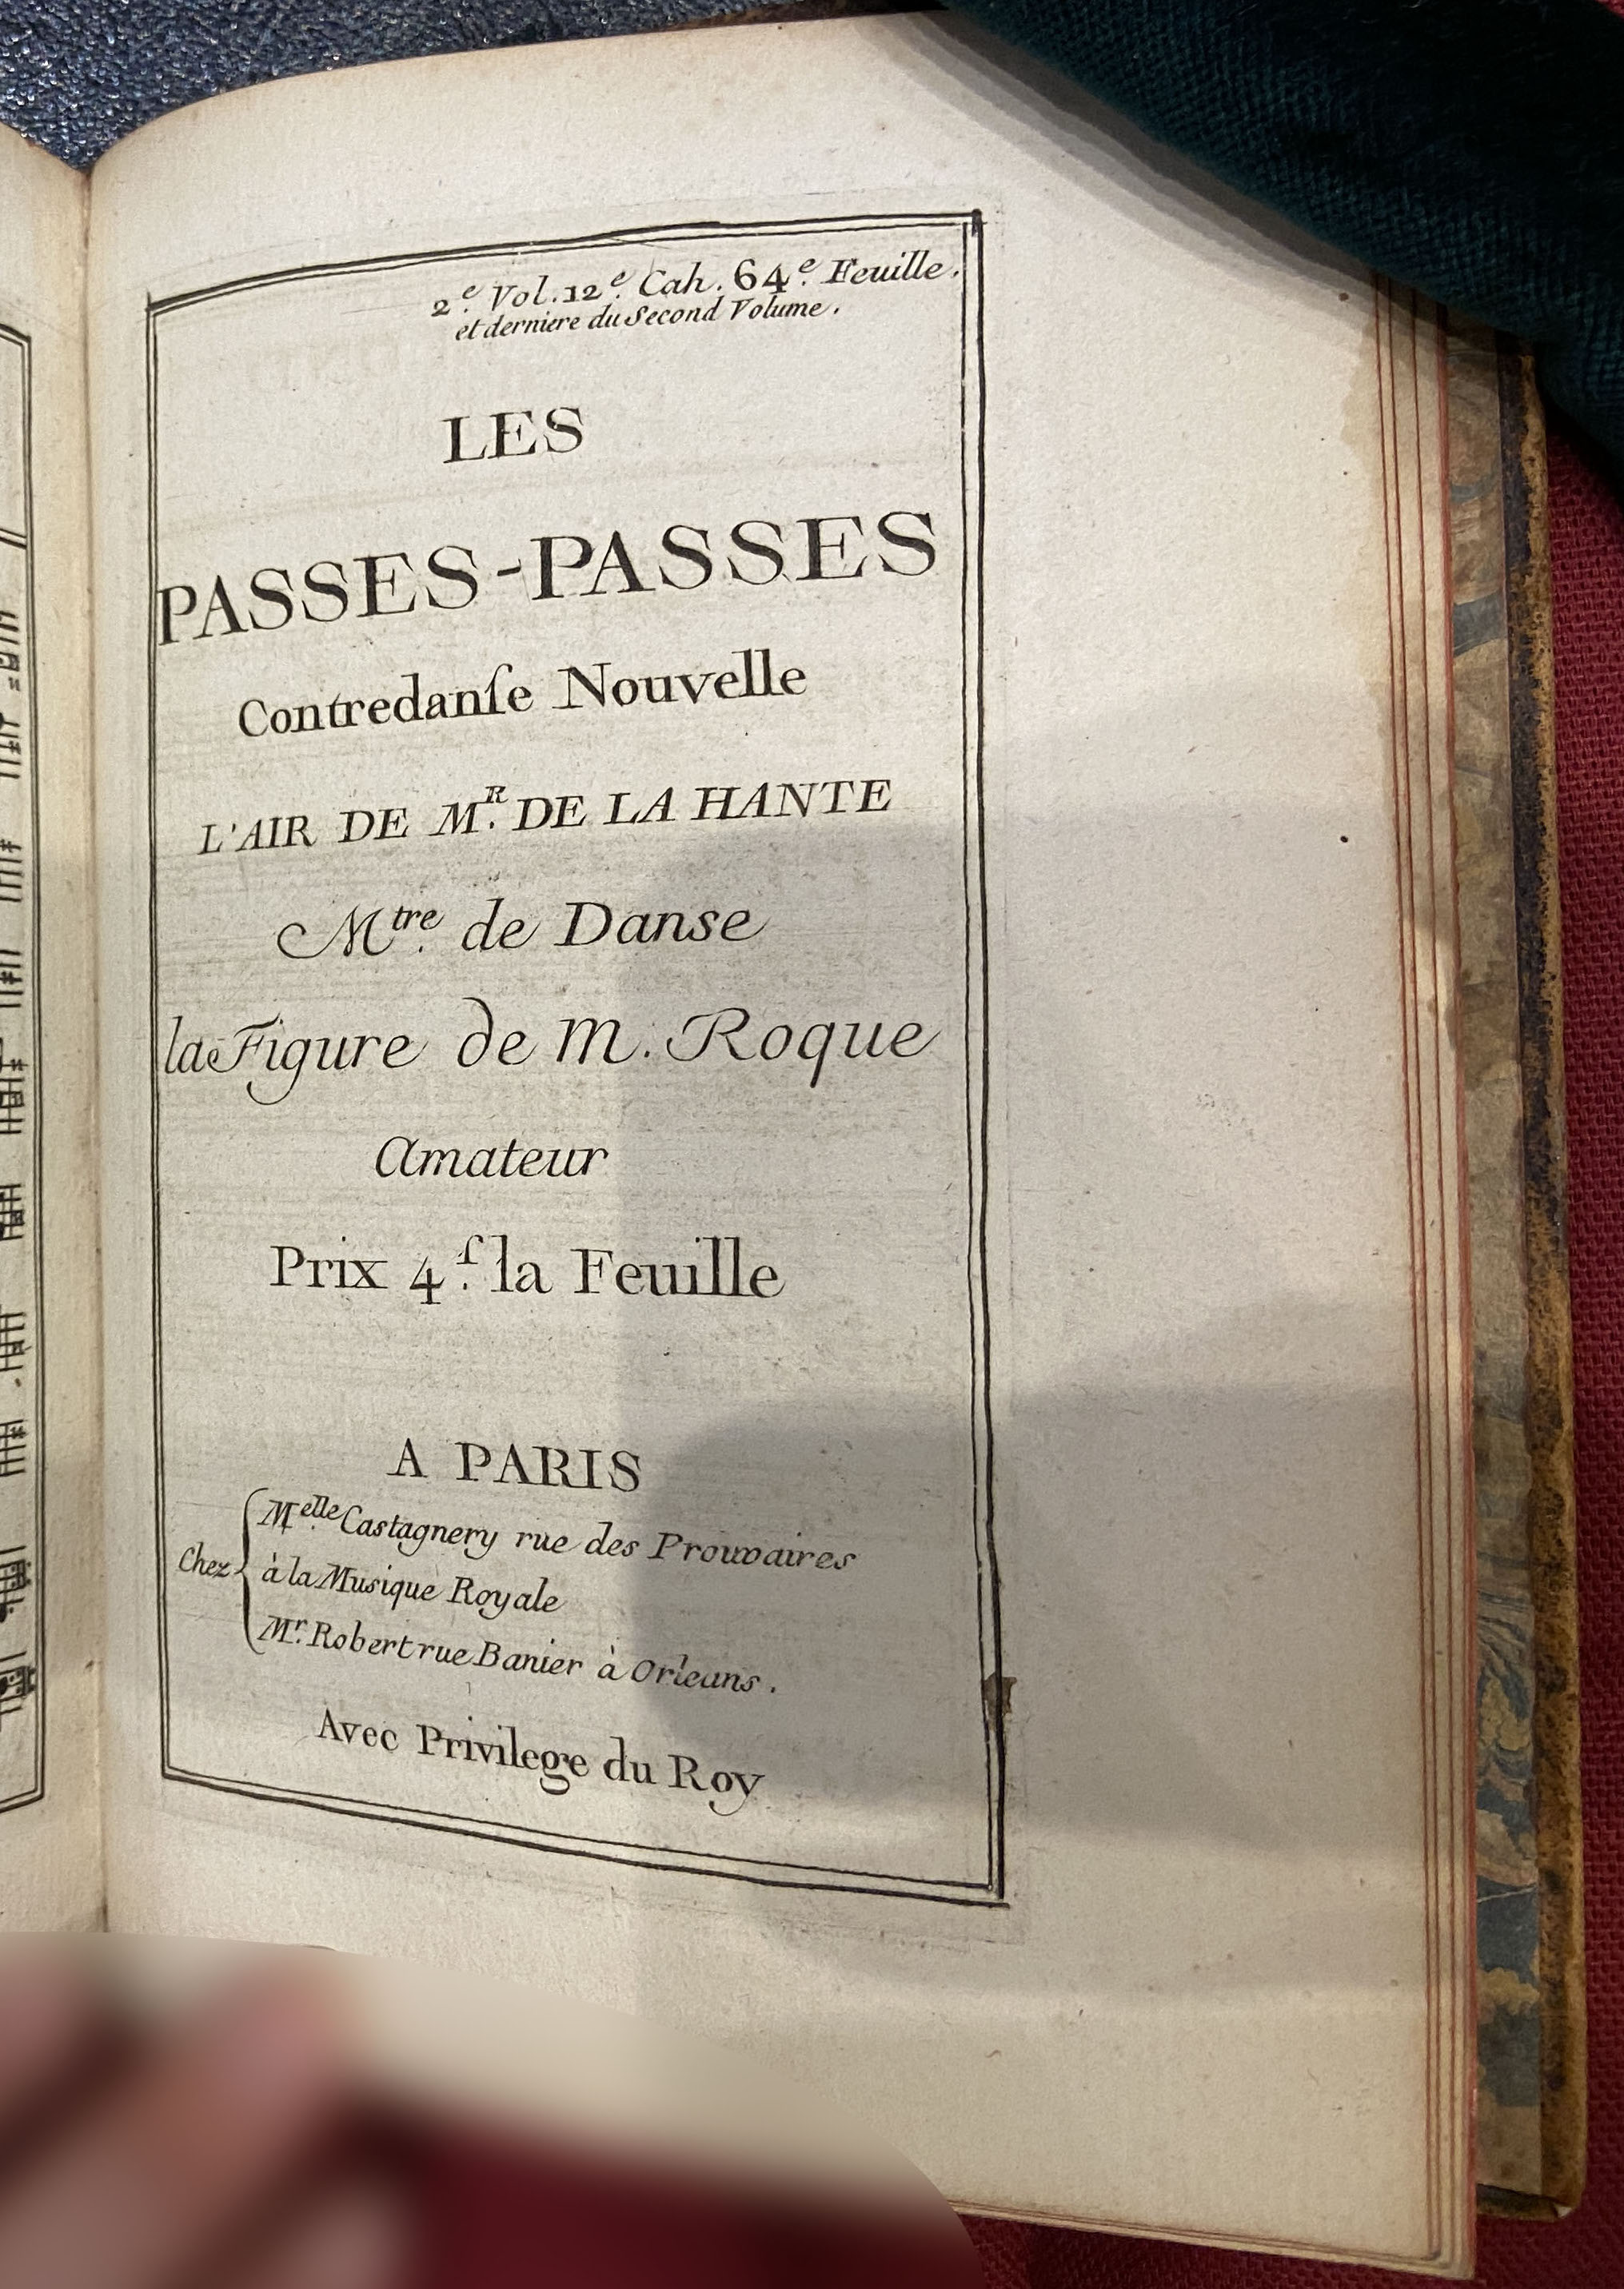 2.e Vol. 12.e Cah. 64.e Feuille.
et derniere du Second Volume.
LES
PASSES-PASSES
Contredanſe Nouvelle
L'AIR DE M.R DE LA HANTE
M.tre de Danse
la Figure de M. Roque
Amateur
Prix 4.ſ la Feuille
A PARIS
Chez
M.elle Castagnery rue des Prouvaires
à la Musique Royale
M.r Robert rue Banier à Orleans.
Avec Privilege du Roy